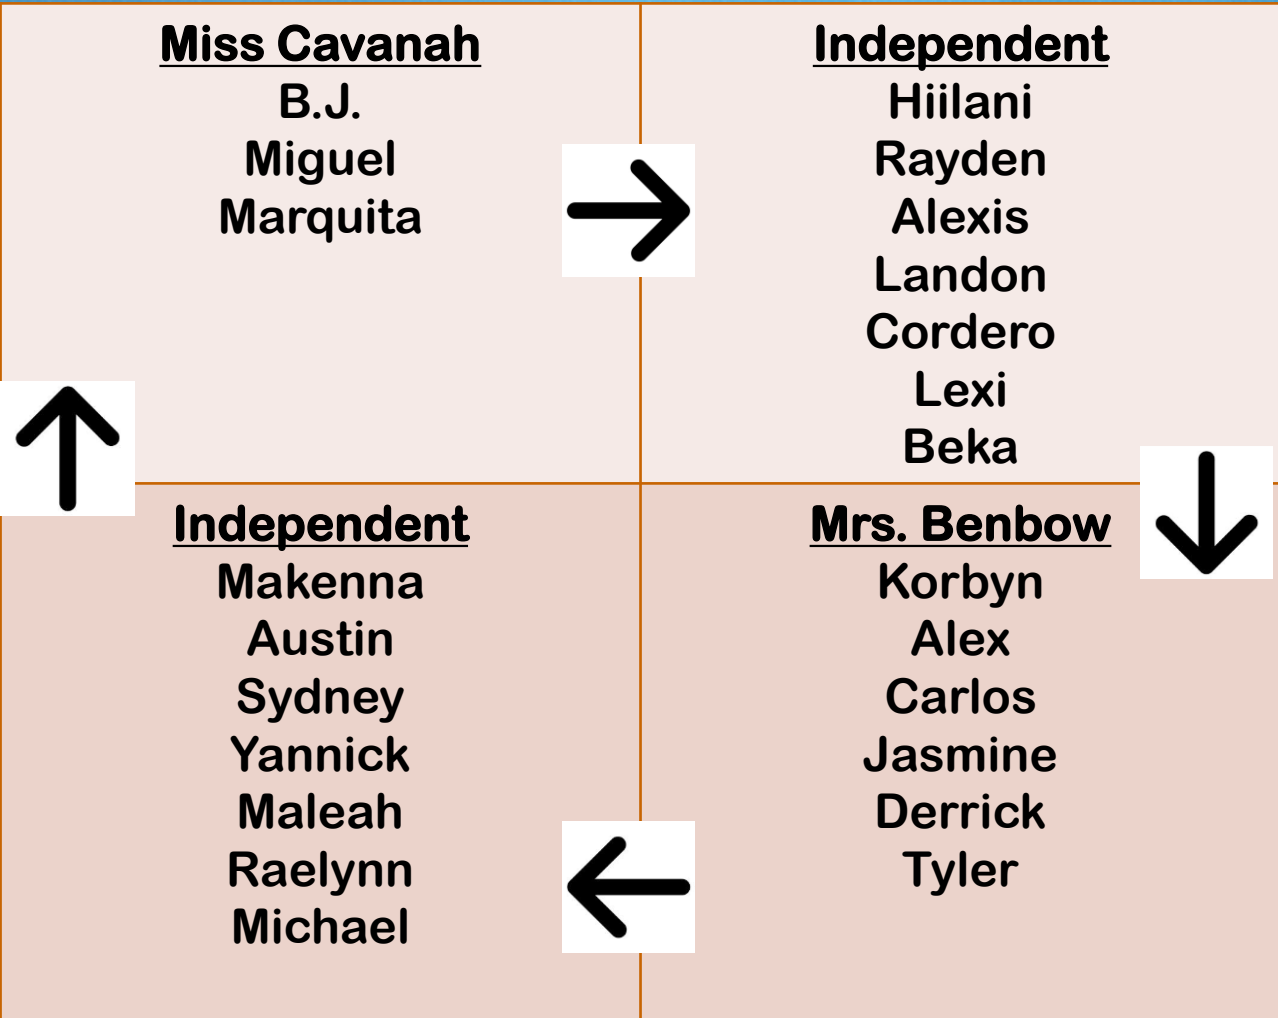 Miss Cavanah
B.J.
Miguel
Marquita
Independent
Hiilani
Rayden
Alexis
Landon
Cordero
Lexi
Beka
Independent
Makenna
Austin
Sydney
Yannick
Maleah
Raelynn
Michael
Mrs. Benbow
Korbyn
Alex
Carlos
Jasmine
Derrick
Tyler